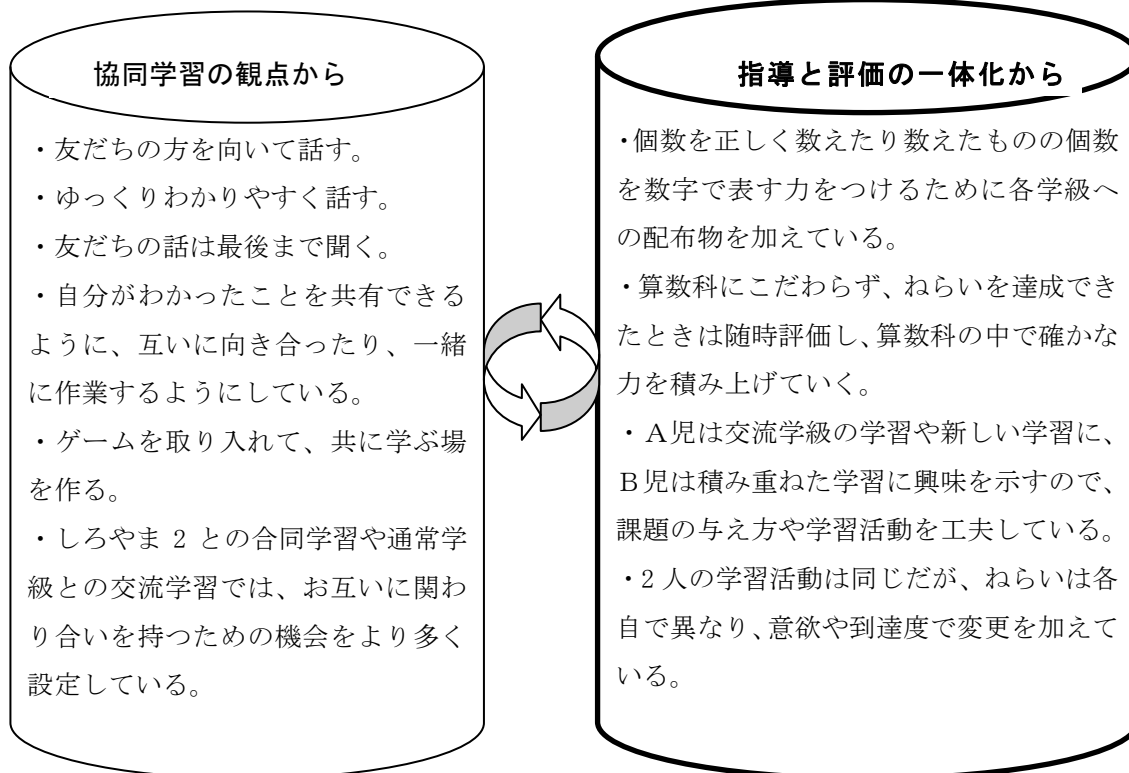 協同学習の観点から
・友だちの方を向いて話す。
・ゆっくりわかりやすく話す。
・友だちの話は最後まで聞く。
・自分がわかったことを共有できる
ように、互いに向き合ったり、一緒
に作業するようにしている。
・ゲームを取り入れて、共に学ぶ場
を作る。
・しろやま 2 との合同学習や通常学
級との交流学習では、お互いに関わ
り合いを持つための機会をより多く
設定している。
指導と評価の一体化から
・個数を正しく数えたり数えたものの個数
を数字で表す力をつけるために各学級へ
の配布物を加えている。
・算数科にこだわらず、ねらいを達成でき
たときは随時評価し、算数科の中で確かな
力を積み上げていく。
・A児は交流学級の学習や新しい学習に、
B児は積み重ねた学習に興味を示すので、
課題の与え方や学習活動を工夫している。
・2 人の学習活動は同じだが、ねらいは各
自で異なり、意欲や到達度で変更を加えて
いる。